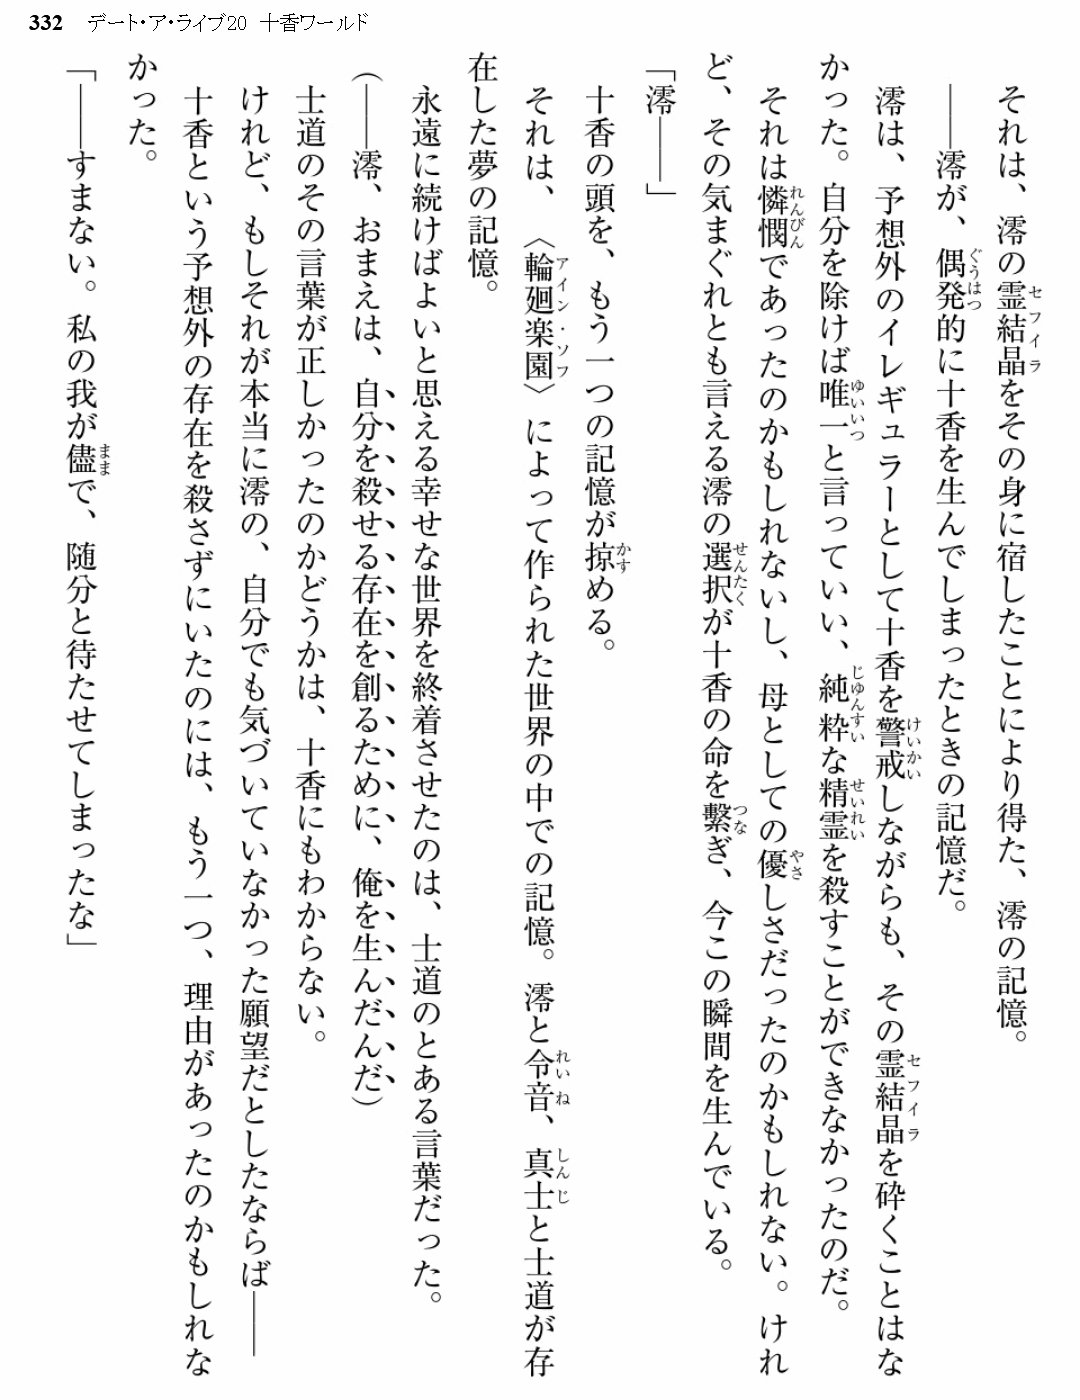 332 デート・ア・ライブ20 十香ワールド
それは、澪の霊結晶をその身に宿したことにより得た、澪の記憶。
――澪が、偶発的に十香を生んでしまったときの記憶だ。
澪は、予想外のイレギュラーとして十香を警戒しながらも、その霊結晶を砕くことはな
かった。自分を除けば唯一と言っていい、純粋な精霊を殺すことができなかったのだ。
それは憐憫であったのかもしれないし、母としての優しさだったのかもしれない。けれ
ど、その気まぐれとも言える澪の選択が十香の命を繋ぎ、今この瞬間を生んでいる。
「澪――」
十香の頭を、もう一つの記憶が掠める。
それは、〈輪廻楽園〉によって作られた世界の中での記憶。澪と令音、真士と士道が存
在した夢の記憶。
永遠に続けばよいと思える幸せな世界を終着させたのは、士道のとある言葉だった。
(――澪、おまえは、自分を殺せる存在を創るために、俺を生んだんだ)
士道のその言葉が正しかったのかどうかは、十香にもわからない。
けれど、もしそれが本当に澪の、自分でも気づいていなかった願望だとしたならば――
十香という予想外の存在を殺さずにいたのには、もう一つ、理由があったのかもしれな
かった。
「――すまない。私の我が儘で、随分と待たせてしまったな」